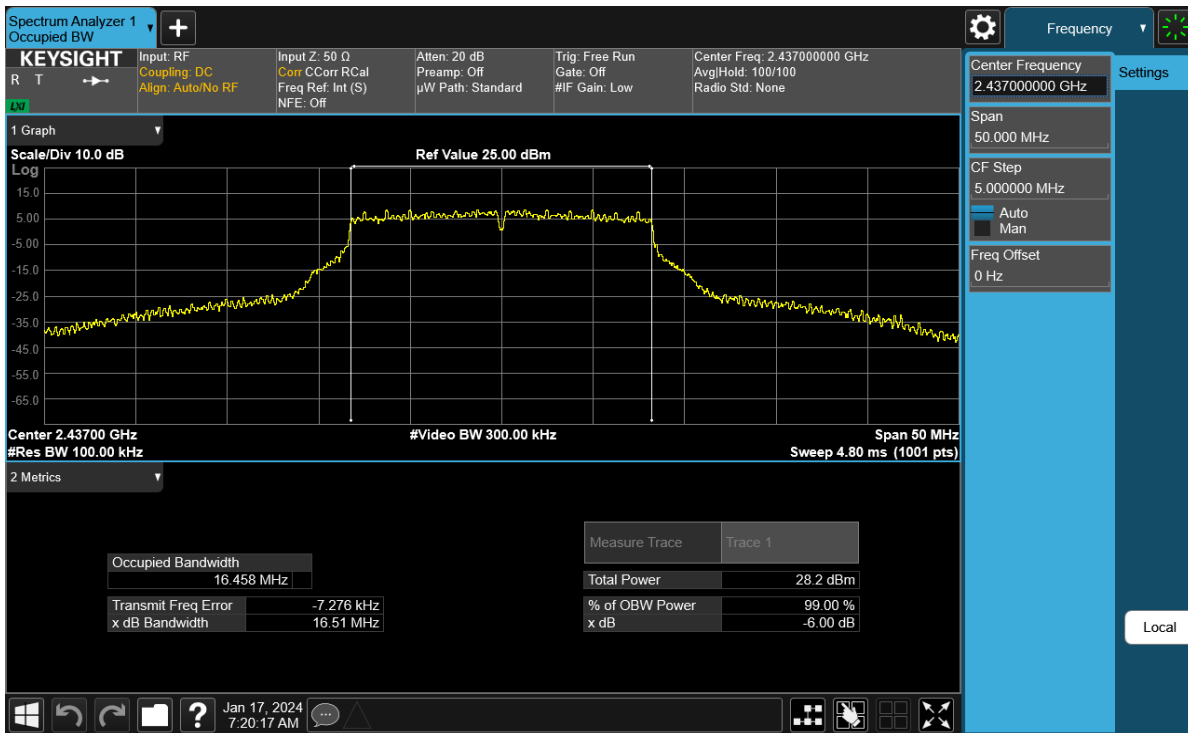 Spectrum Analyzer 1
Occupied BW
Frequency
KEYSIGHT
R T
LXI
Input: RF
Coupling: DC
Align: Auto/No RF
Input Z: 50 Ω
Corr CCorr RCal
Freq Ref: Int (S)
NFE: Off
Atten: 20 dB
Preamp: Off
µW Path: Standard
Trig: Free Run
Gate: Off
#IF Gain: Low
Center Freq: 2.437000000 GHz
Avg|Hold: 100/100
Radio Std: None
Center Frequency
2.437000000 GHz
Settings
Span
50.000 MHz
CF Step
5.000000 MHz
Auto
Man
Freq Offset
0 Hz
1 Graph
Scale/Div 10.0 dB
Ref Value 25.00 dBm
Log
15.0
5.00
-5.00
-15.0
-25.0
-35.0
-45.0
-55.0
-65.0
Center 2.43700 GHz
#Video BW 300.00 kHz
Span 50 MHz
#Res BW 100.00 kHz
Sweep 4.80 ms (1001 pts)
2 Metrics
Measure Trace Trace 1
Occupied Bandwidth
16.458 MHz
Total Power 28.2 dBm
Transmit Freq Error -7.276 kHz
% of OBW Power 99.00 %
x dB Bandwidth 16.51 MHz
x dB -6.00 dB
Local
?
Jan 17, 2024
7:20:17 AM